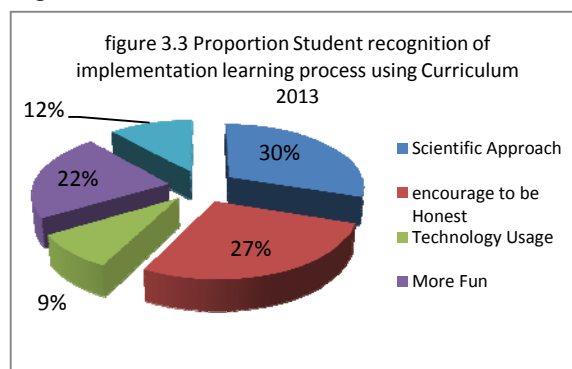 figure 3.3 Proportion Student recognition of
implementation learning process using Curriculum
2013
12%
30%
22%
27%
9%
Scientific Approach
encourage to be
Honest
Technology Usage
More Fun